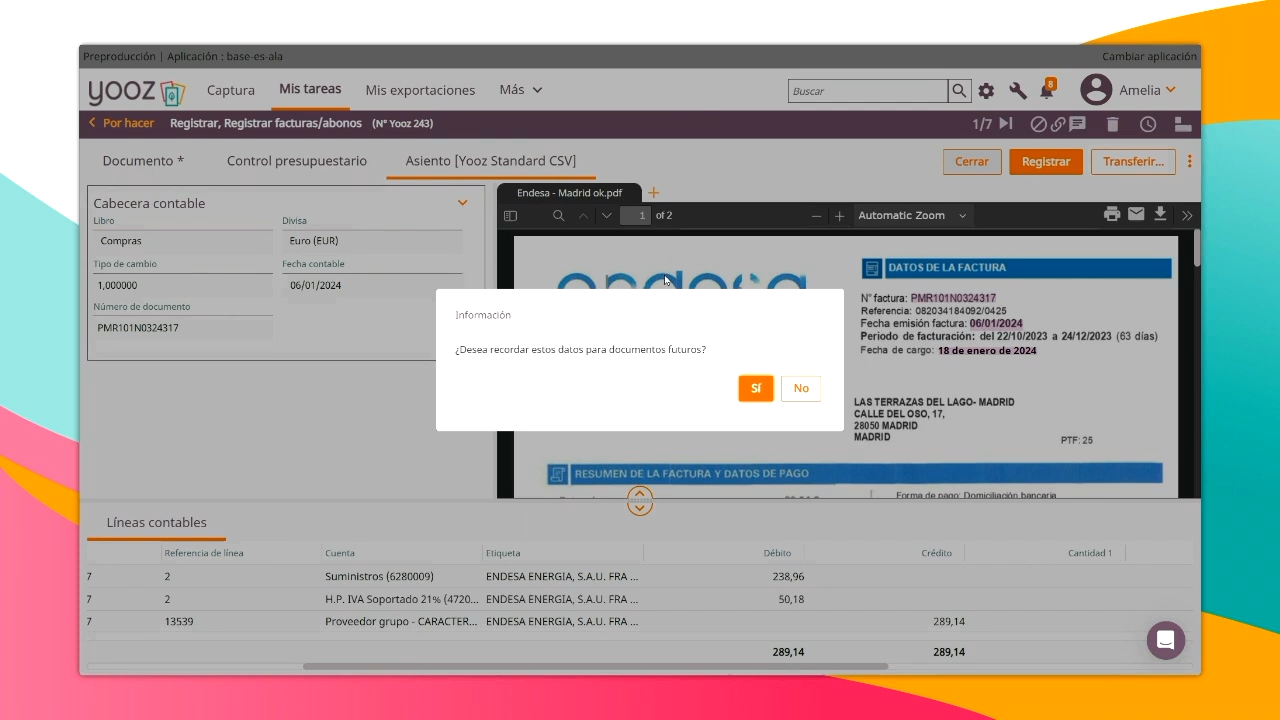 Preproducción | Aplicación : base-es-ala
Cambiar aplicación
yooz
Captura
Mis tareas
Mis exportaciones
Más
Buscar
8
Amelia
Por hacer
Registrar, Registrar facturas/abonos (N° Yooz 243)
1/7
Documento *
Control presupuestario
Asiento [Yooz Standard CSV]
Cerrar
Registrar
Transferir...
Cabecera contable
Libro
Divisa
Compras
Euro (EUR)
Tipo de cambio
Fecha contable
1,000000
06/01/2024
Número de documento
PMR101N0324317
Endesa - Madrid ok.pdf
1 of 2
Automatic Zoom
endesa
DATOS DE LA FACTURA
N° factura: PMR101N0324317
Referencia: 082034184092/0425
Fecha emisión factura: 06/01/2024
Periodo de facturación: del 22/10/2023 a 24/12/2023 (63 días)
Fecha de cargo: 18 de enero de 2024
LAS TERRAZAS DEL LAGO- MADRID
CALLE DEL OSO, 17,
28050 MADRID
MADRID
PTF: 25
RESUMEN DE LA FACTURA Y DATOS DE PAGO
Forma de pago: Domiciliación bancaria
Información
¿Desea recordar estos datos para documentos futuros?
Sí
No
Líneas contables
Referencia de línea
Cuenta
Etiqueta
Débito
Crédito
Cantidad 1
7 2 Suministros (6280009) ENDESA ENERGIA, S.A.U. FRA ... 238,96
7 2 H.P. IVA Soportado 21% (4720... ENDESA ENERGIA, S.A.U. FRA ... 50,18
7 13539 Proveedor grupo - CARACTER... ENDESA ENERGIA, S.A.U. FRA ... 289,14
289,14 289,14